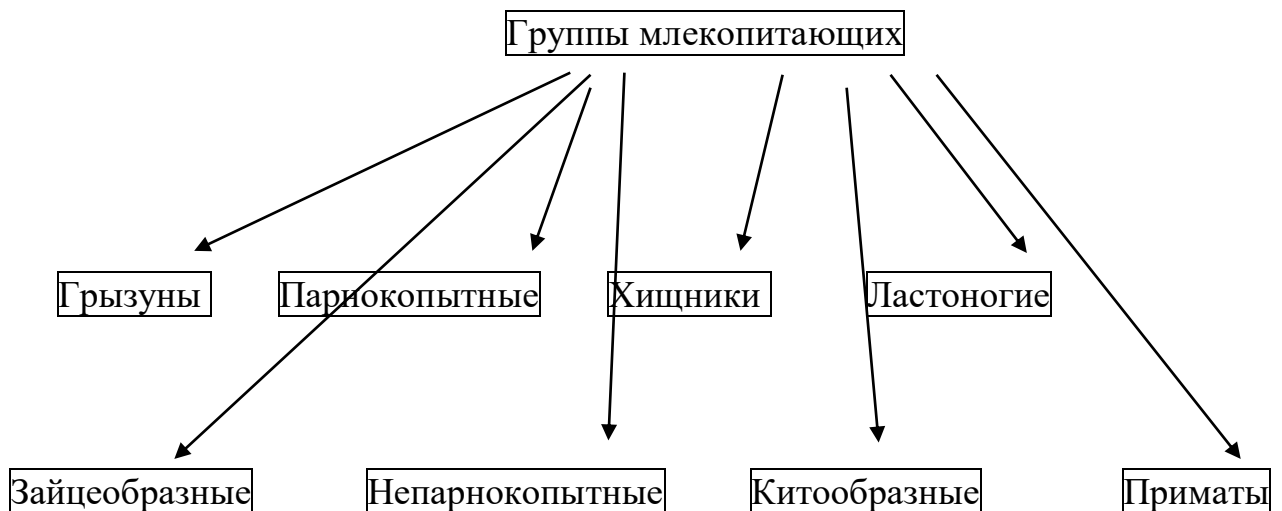 Группы млекопитающих
Грызуны Парнокопытные Хищники Ластоногие
Зайцеобразные Непарнокопытные Китообразные Приматы